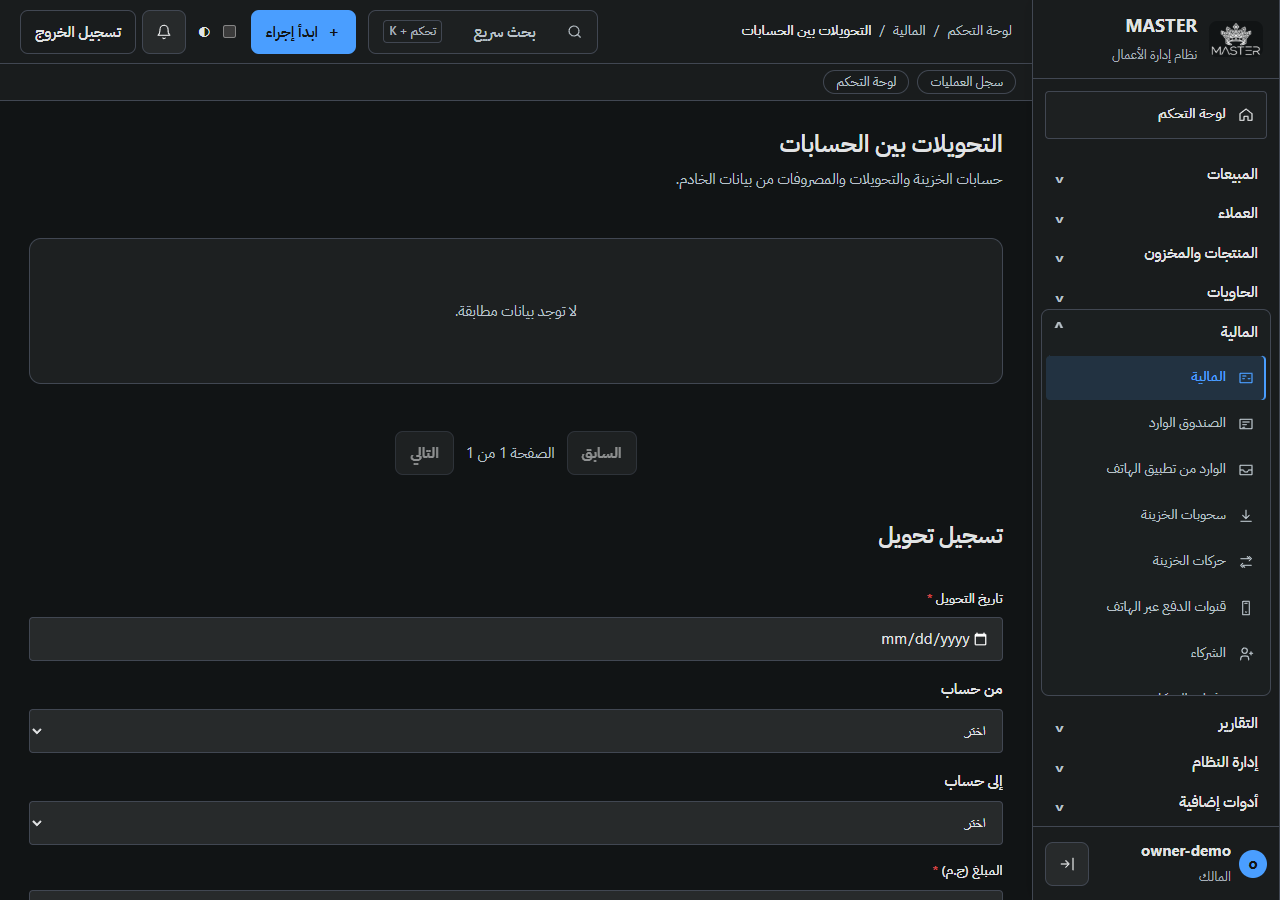 MASTER
نظام إدارة الأعمال
MASTER
لوحة التحكم
المبيعات
العملاء
المنتجات والمخزون
الحاويات
المالية
المالية
الصندوق الوارد
الوارد من تطبيق الهاتف
سحوبات الخزينة
حركات الخزينة
قنوات الدفع عبر الهاتف
الشركاء
التقارير
إدارة النظام
أدوات إضافية
owner-demo
المالك
o
لوحة التحكم / المالية / التحويلات بين الحسابات
بحث سريع
تحكم + K
+ ابدأ إجراء
تسجيل الخروج
سجل العمليات
لوحة التحكم
التحويلات بين الحسابات
حسابات الخزينة والتحويلات والمصروفات من بيانات الخادم.
لا توجد بيانات مطابقة.
السابق
الصفحة 1 من 1
التالي
تسجيل تحويل
تاريخ التحويل *
mm/dd/yyyy
من حساب
اختر
إلى حساب
اختر
المبلغ (ج.م) *